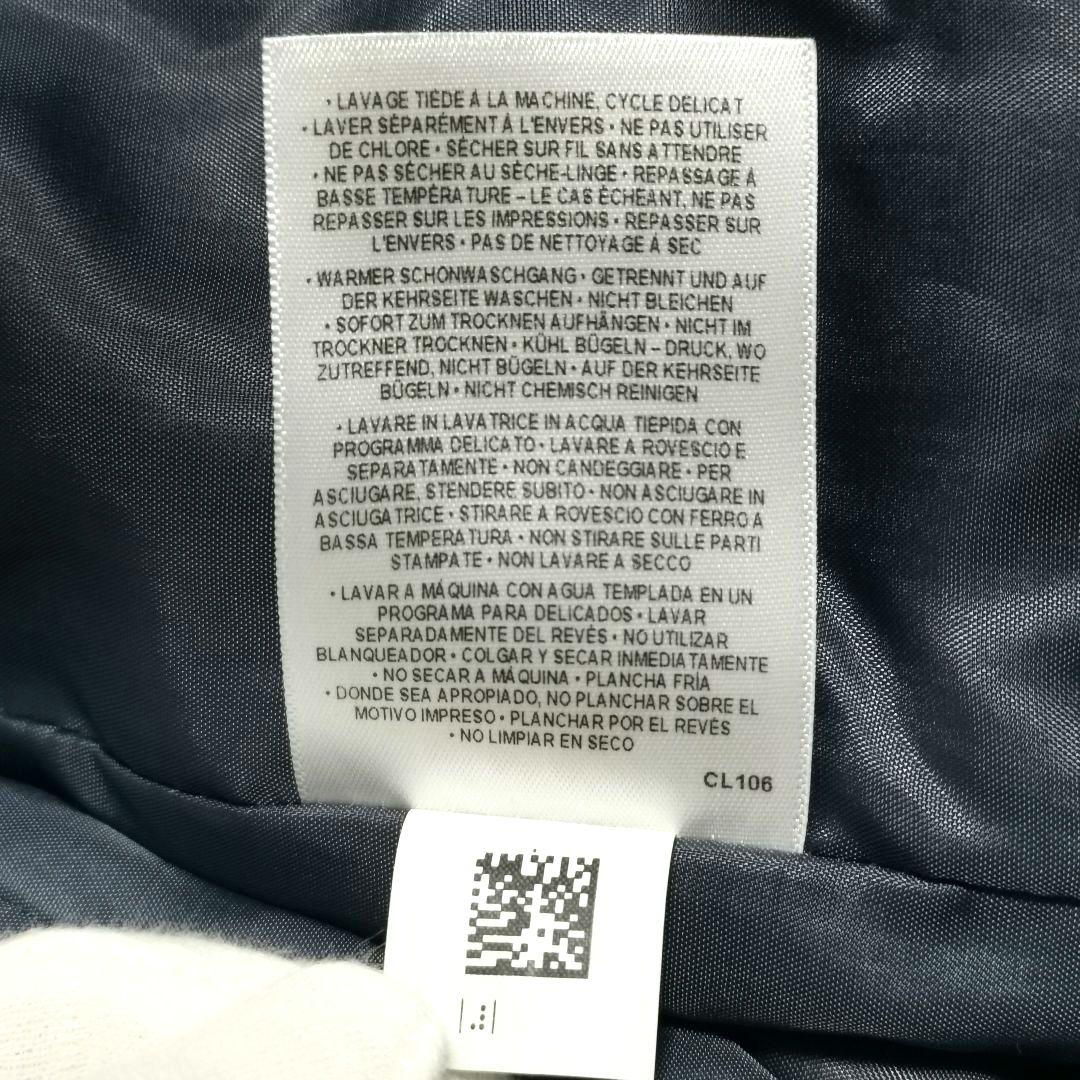 • LAVAGE TIÈDE À LA MACHINE, CYCLE DELICAT
• LAVER SÉPARÉMENT À L'ENVERS • NE PAS UTILISER
DE CHLORE • SÉCHER SUR FIL SANS ATTENDRE
• NE PAS SÉCHER AU SÈCHE-LINGE • REPASSAGE À
BASSE TEMPÉRATURE – LE CAS ÉCHEANT, NE PAS
REPASSER SUR LES IMPRESSIONS • REPASSER SUR
L'ENVERS • PAS DE NETTOYAGE À SEC
• WARMER SCHONWASCHGANG • GETRENNT UND AUF
DER KEHRSEITE WASCHEN • NICHT BLEICHEN
• SOFORT ZUM TROCKNEN AUFHÄNGEN • NICHT IM
TROCKNER TROCKNEN • KÜHL BÜGELN – DRUCK, WO
ZUTREFFEND, NICHT BÜGELN • AUF DER KEHRSEITE
BÜGELN • NICHT CHEMISCH REINIGEN
• LAVARE IN LAVATRICE IN ACQUA TIEPIDA CON
PROGRAMMA DELICATO • LAVARE A ROVESCIO E
SEPARATAMENTE • NON CANDEGGIARE • PER
ASCIUGARE, STENDERE SUBITO • NON ASCIUGARE IN
ASCIUGATRICE • STIRARE A ROVESCIO CON FERRO A
BASSA TEMPERATURA • NON STIRARE SULLE PARTI
STAMPATE • NON LAVARE A SECCO
• LAVAR A MÁQUINA CON AGUA TEMPLADA EN UN
PROGRAMA PARA DELICADOS • LAVAR
SEPARADAMENTE DEL REVÉS • NO UTILIZAR
BLANQUEADOR • COLGAR Y SECAR INMEDIATAMENTE
• NO SECAR A MÁQUINA • PLANCHA FRÍA
• DONDE SEA APROPIADO, NO PLANCHAR SOBRE EL
MOTIVO IMPRESO • PLANCHAR POR EL REVÉS
• NO LIMPIAR EN SECO
CL106